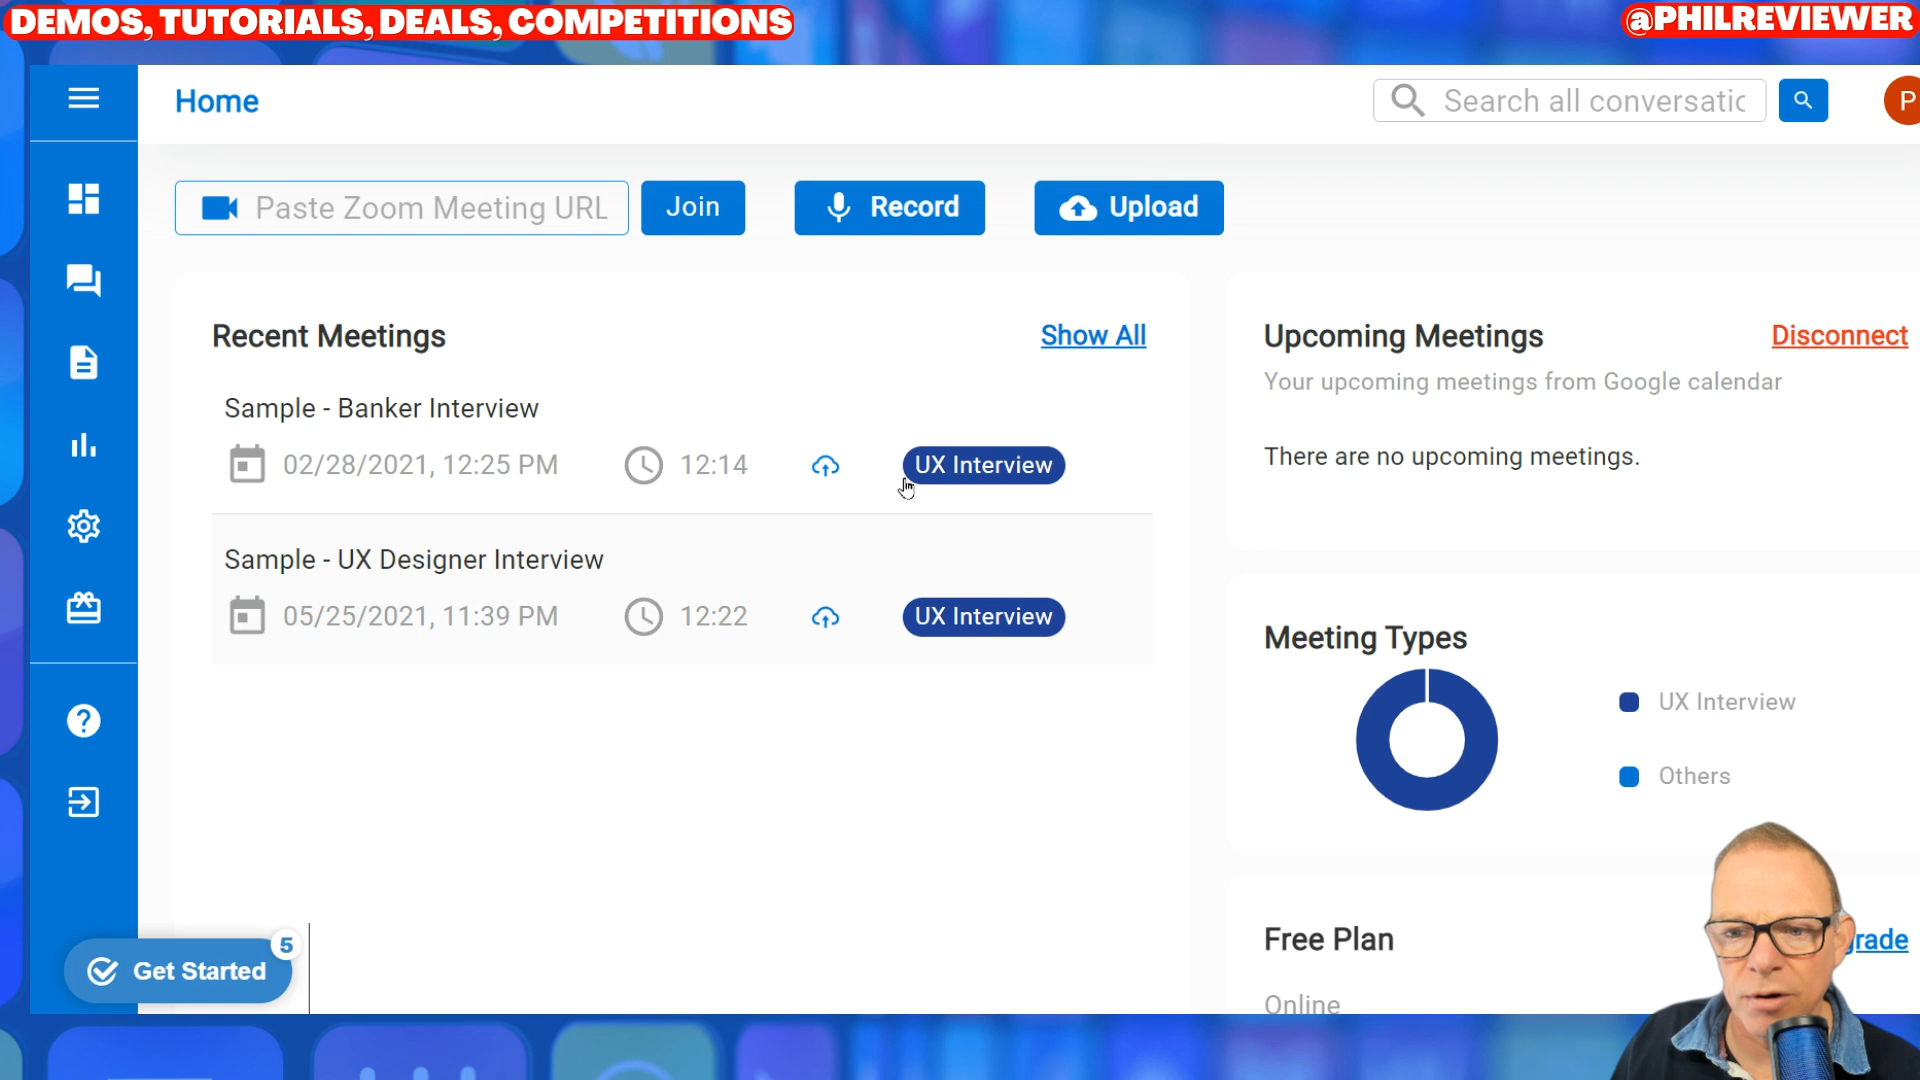 DEMOS, TUTORIALS, DEALS, COMPETITIONS
@PHILREVIEWER
Home
Search all conversatic
P
Paste Zoom Meeting URL
Join
Record
Upload
Recent Meetings
Show All
Sample - Banker Interview
02/28/2021, 12:25 PM
12:14
UX Interview
Sample - UX Designer Interview
05/25/2021, 11:39 PM
12:22
UX Interview
Upcoming Meetings
Disconnect
Your upcoming meetings from Google calendar
There are no upcoming meetings.
Meeting Types
UX Interview
Others
Free Plan
grade
Online
Get Started
5